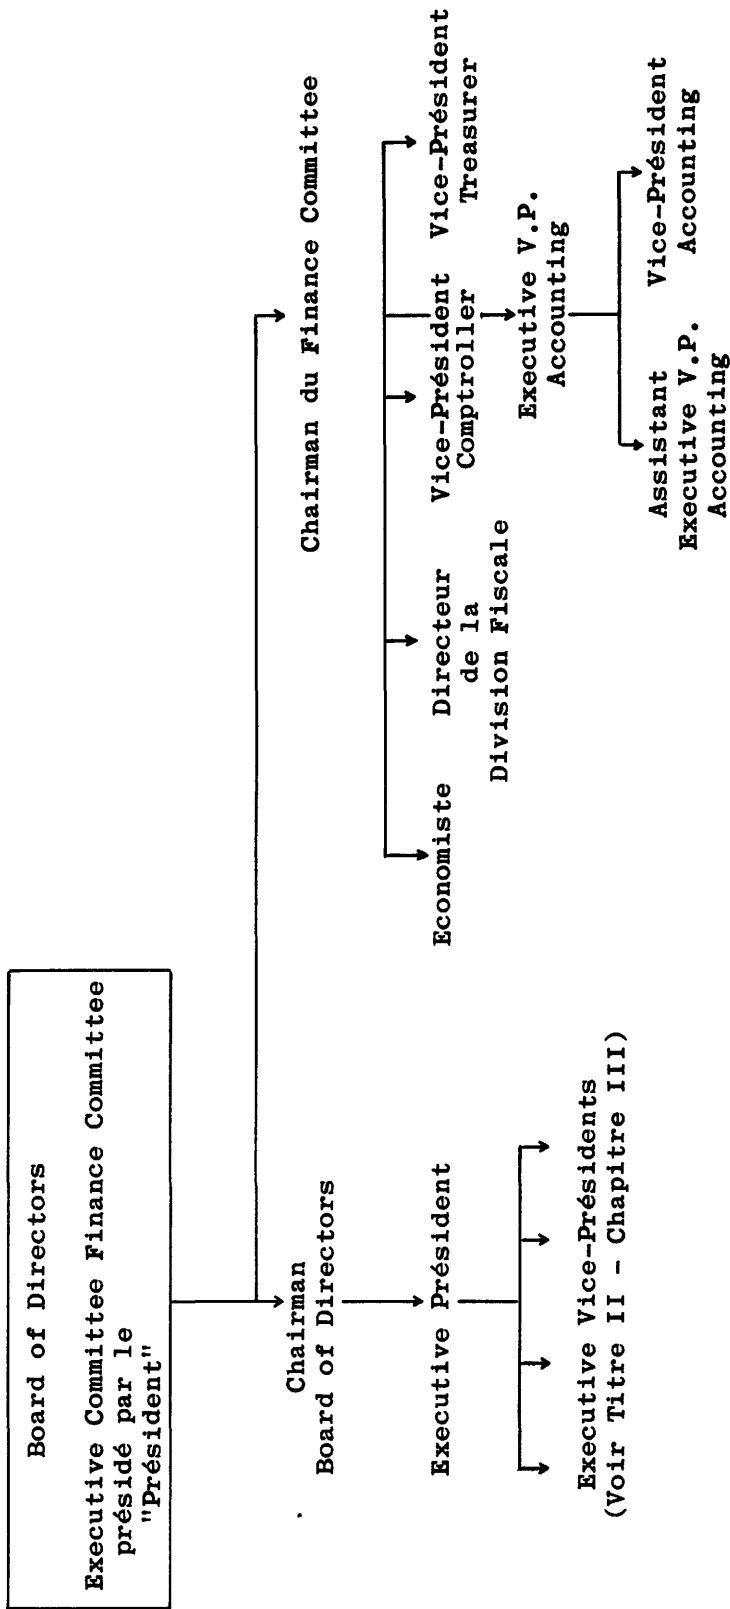 Board of Directors
Executive Committee Finance Committee
présidé par le
"Président"
Chairman
Board of Directors
Chairman du Finance Committee
Executive Président
Executive Vice-Présidents
(Voir Titre II - Chapitre III)
Economiste
Directeur
de la
Division Fiscale
Vice-Président
Comptroller
Vice-Président
Treasurer
Executive V.P.
Accounting
Assistant
Executive V.P.
Accounting
Vice-Président
Accounting